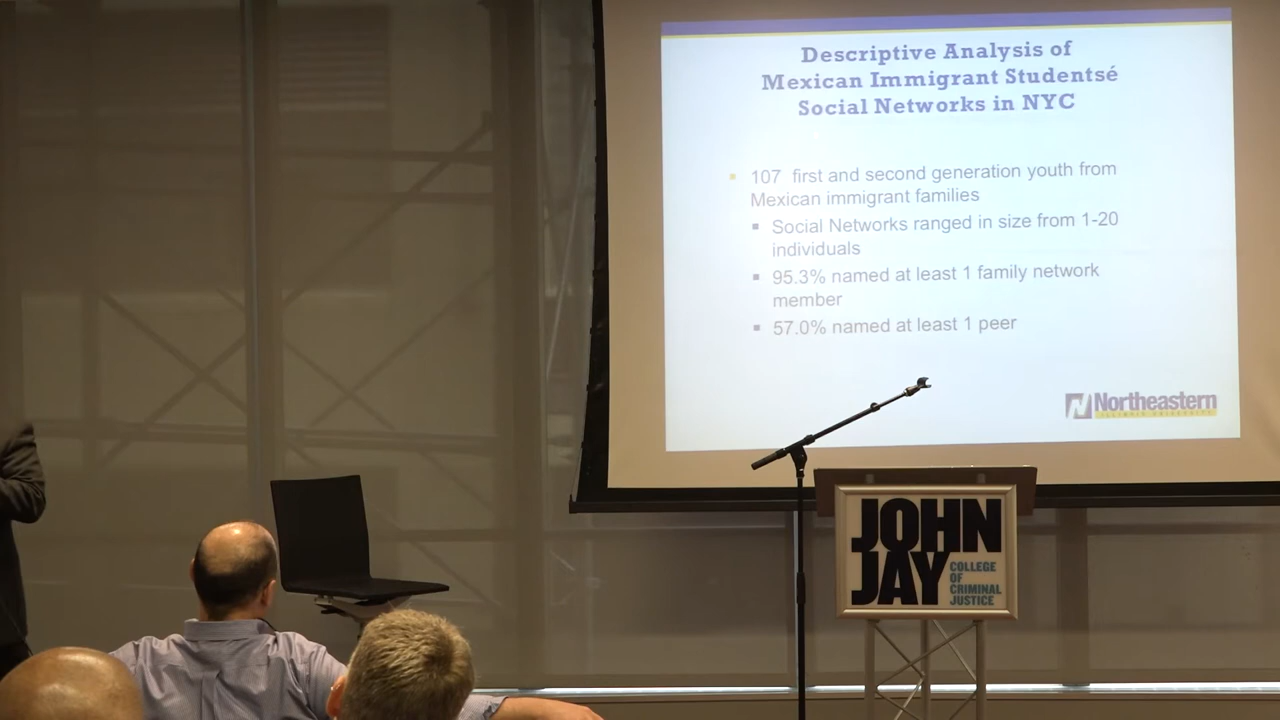 Descriptive Analysis of
Mexican Immigrant Studentsé
Social Networks in NYC
107 first and second generation youth from
Mexican immigrant families
Social Networks ranged in size from 1-20
individuals
95.3% named at least 1 family network
member
57.0% named at least 1 peer
Northeastern
ILLINOIS UNIVERSITY
JOHN
JAY
COLLEGE
OF
CRIMINAL
JUSTICE